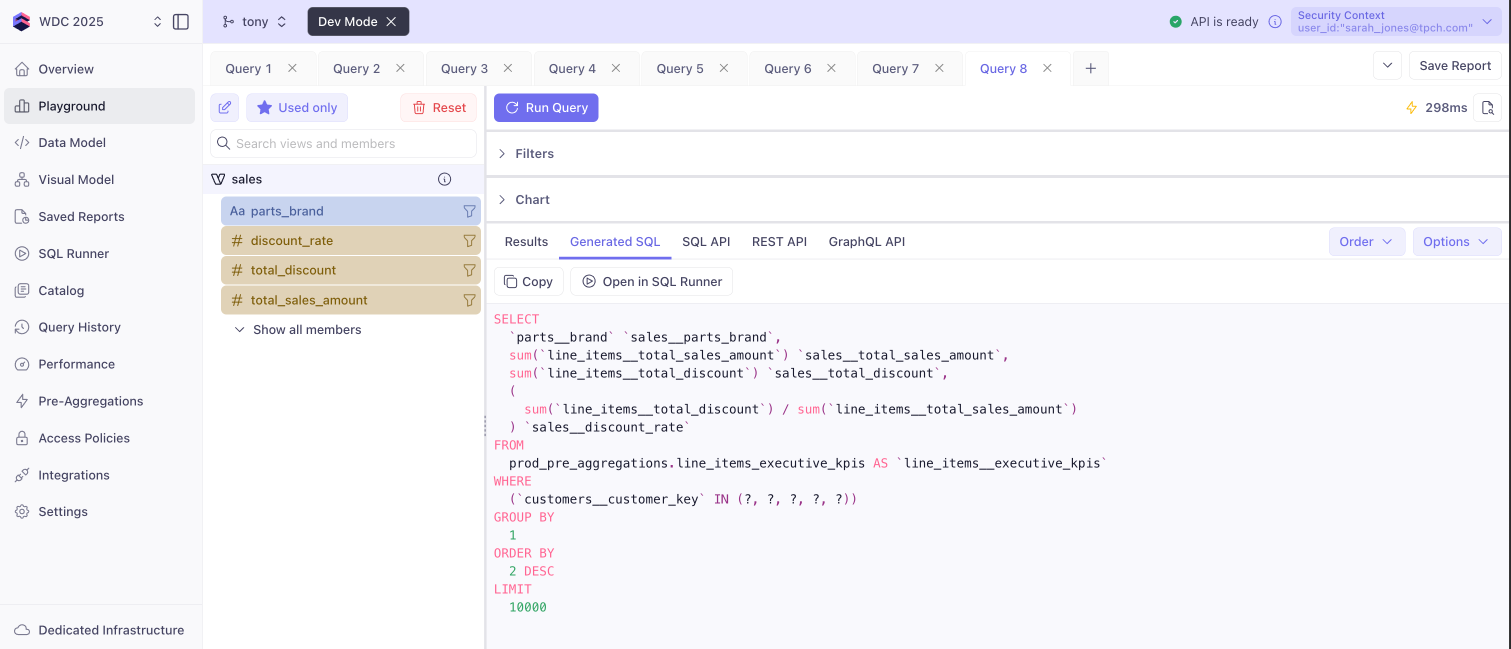 WDC 2025
tony
Dev Mode
API is ready
Security Context
user_id:"sarah_jones@tpch.com"
Overview
Playground
Data Model
Visual Model
Saved Reports
SQL Runner
Catalog
Query History
Performance
Pre-Aggregations
Access Policies
Integrations
Settings
Dedicated Infrastructure
Query 1
Query 2
Query 3
Query 4
Query 5
Query 6
Query 7
Query 8
Save Report
Used only
Reset
Search views and members
sales
Aa parts_brand
# discount_rate
# total_discount
# total_sales_amount
Show all members
Run Query
298ms
Filters
Chart
Results
Generated SQL
SQL API
REST API
GraphQL API
Order
Options
Copy
Open in SQL Runner
SELECT
`parts__brand` `sales__parts_brand`,
sum(`line_items__total_sales_amount`) `sales__total_sales_amount`,
sum(`line_items__total_discount`) `sales__total_discount`,
(
sum(`line_items__total_discount`) / sum(`line_items__total_sales_amount`)
) `sales__discount_rate`
FROM
prod_pre_aggregations.line_items_executive_kpis AS `line_items__executive_kpis`
WHERE
(`customers__customer_key` IN (?, ?, ?, ?, ?))
GROUP BY
1
ORDER BY
2 DESC
LIMIT
10000